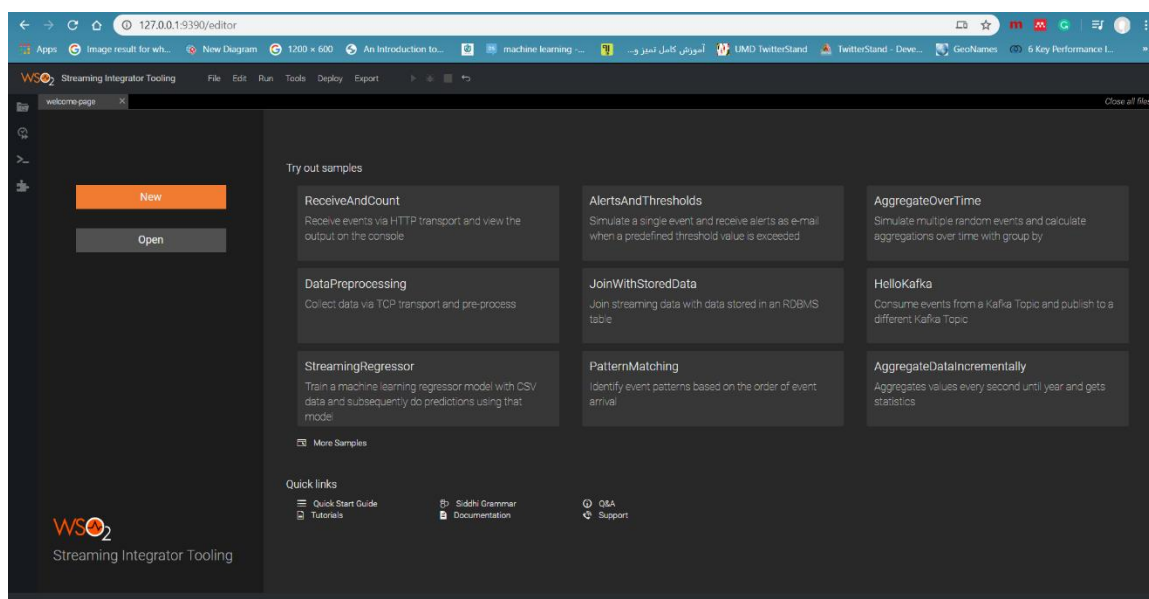 127.0.0.1:9390/editor
Apps Image result for wh... New Diagram 1200 × 600 An Introduction to... machine learning -... آموزش کامل تمیز و... UMD TwitterStand TwitterStand - Deve... GeoNames 6 Key Performance I... »
WSO2 Streaming Integrator Tooling File Edit Run Tools Deploy Export
welcome-page × Close all files
New
Open
Try out samples
ReceiveAndCount
Receive events via HTTP transport and view the
output on the console
AlertsAndThresholds
Simulate a single event and receive alerts as e-mail
when a predefined threshold value is exceeded
AggregateOverTime
Simulate multiple random events and calculate
aggregations over time with group by
DataPreprocessing
Collect data via TCP transport and pre-process
JoinWithStoredData
Join streaming data with data stored in an RDBMS
table
HelloKafka
Consume events from a Kafka Topic and publish to a
different Kafka Topic
StreamingRegressor
Train a machine learning regressor model with CSV
data and subsequently do predictions using that
model
PatternMatching
Identify event patterns based on the order of event
arrival
AggregateDataIncrementally
Aggregates values every second until year and gets
statistics
More Samples
Quick links
Quick Start Guide Siddhi Grammar Q&A
Tutorials Documentation Support
WSO2
Streaming Integrator Tooling